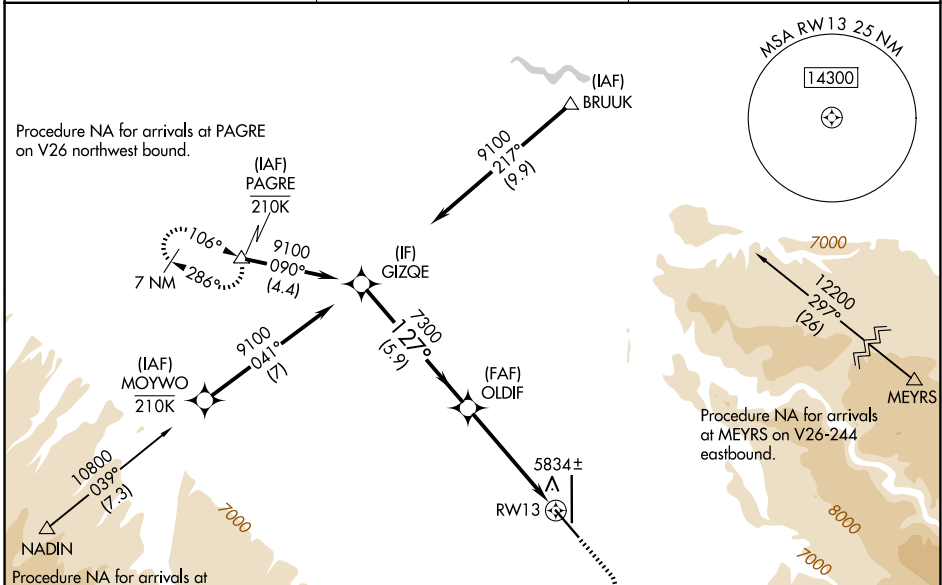 MSA RW13 25 NM
14300
(IAF)
BRUUK
9100
217°
(9.9)
Procedure NA for arrivals at PAGRE
on V26 northwest bound.
(IAF)
PAGRE
210K
106°
286°
7 NM
9100
090°
(4.4)
(IF)
GIZQE
7000
12200
297°
(26)
MEYRS
Procedure NA for arrivals
at MEYRS on V26-244
eastbound.
7300
127°
(5.9)
9100
041°
(7)
(IAF)
MOYWO
210K
(FAF)
OLDIF
10800
039°
(7.3)
NADIN
7000
5834±
RW13
8000
7000
Procedure NA for arrivals at